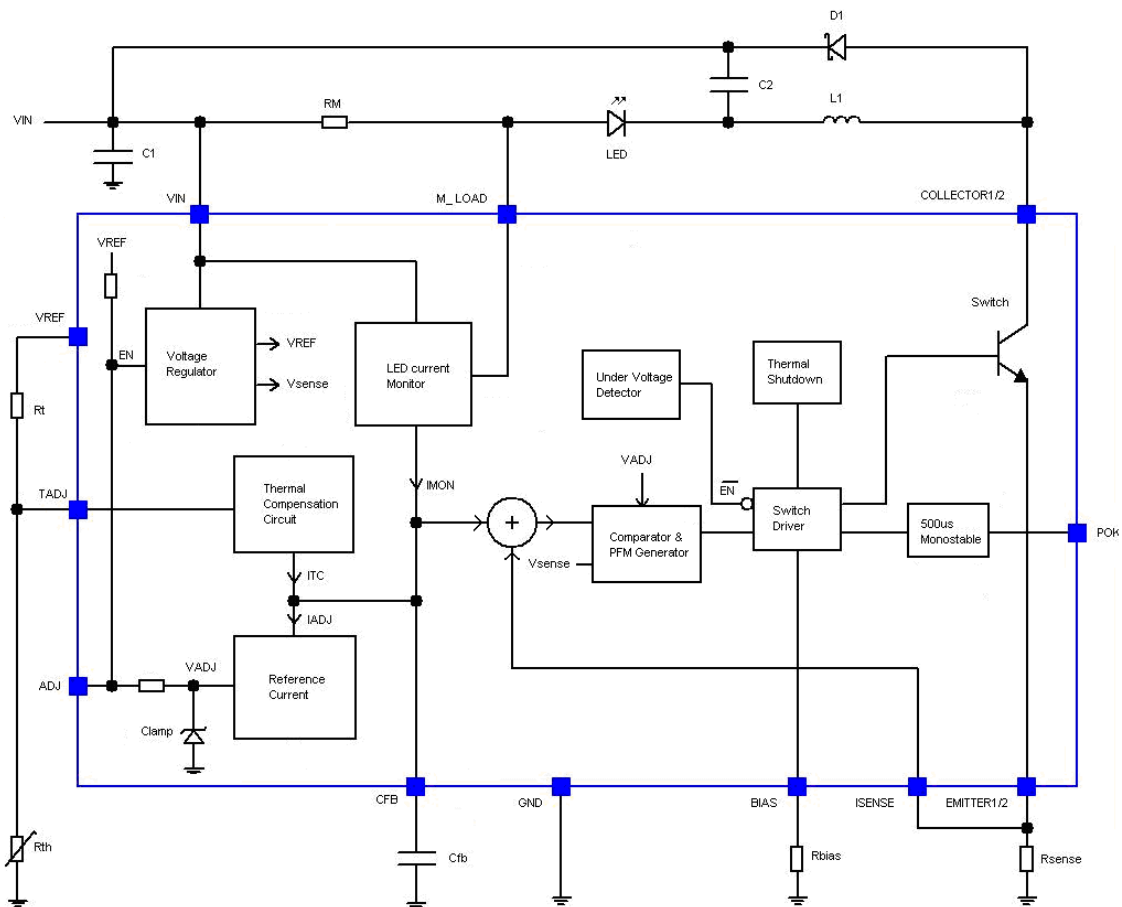 D1
C2
RM
L1
VIN
LED
C1
VIN
M_LOAD
COLLECTOR1/2
VREF
Switch
VREF
EN
Voltage
Regulator
VREF
Vsense
LED current
Monitor
Under Voltage
Detector
Thermal
Shutdown
Rt
TADJ
Thermal
Compensation
Circuit
IMON
VADJ
EN
Switch
Driver
500us
Monostable
POK
Comparator &
PFM Generator
Vsense
ITC
IADJ
ADJ
VADJ
Reference
Current
Clamp
CFB
GND
BIAS
ISENSE
EMITTER1/2
Rth
Cfb
Rbias
Rsense